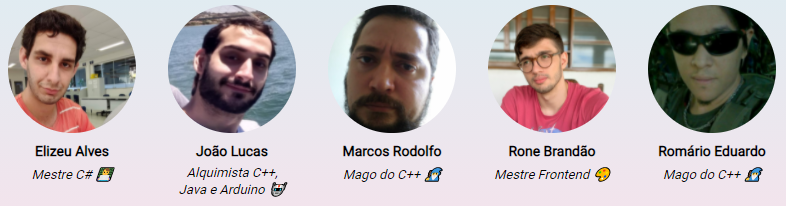 Elizeu Alves
Mestre C# 👨‍🏫
João Lucas
Alquimista C++,
Java e Arduino 🤖
Marcos Rodolfo
Mago do C++ 🧙‍♂️
Rone Brandão
Mestre Frontend 🎨
Romário Eduardo
Mago do C++ 🧙‍♂️